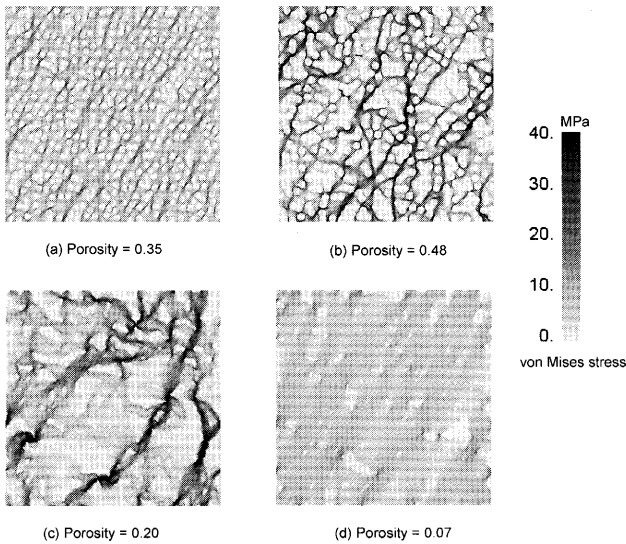 MPa
40.
30.
20.
10.
0.
von Mises stress
(a) Porosity = 0.35
(b) Porosity = 0.48
(c) Porosity = 0.20
(d) Porosity = 0.07